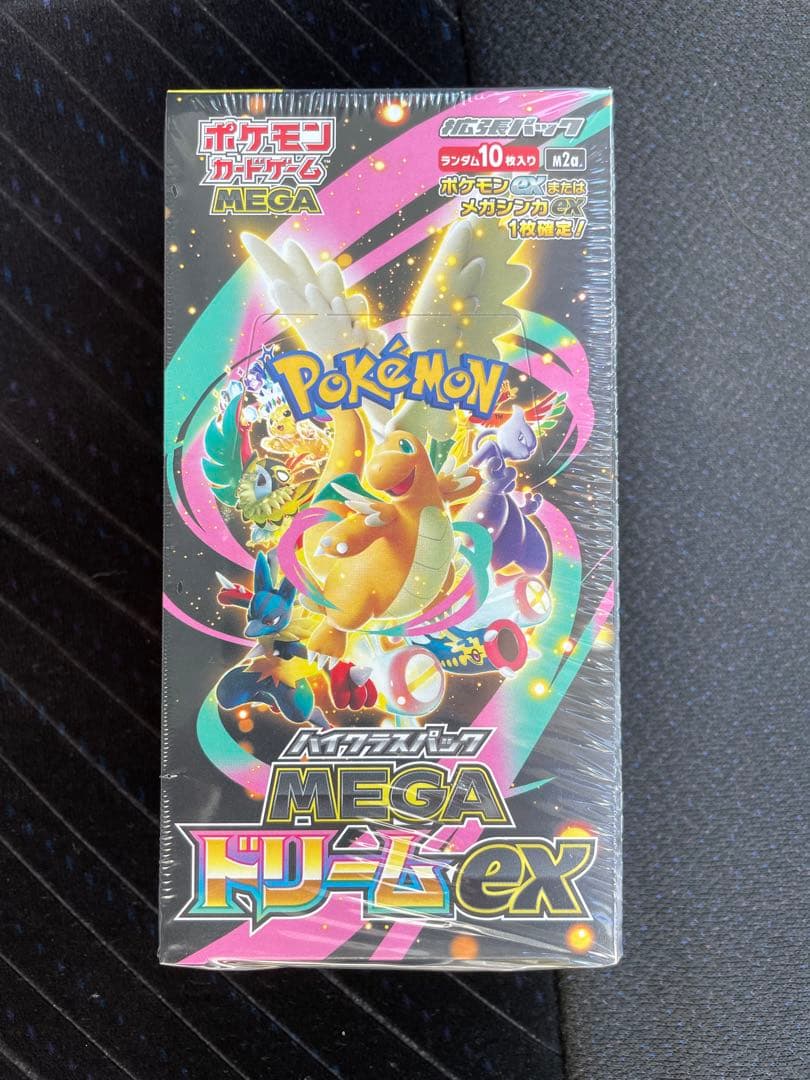 ポケモン
カードゲーム™
MEGA
拡張パック
ランダム10枚入り M2a
ポケモンexまたは
メガシンカex
1枚確定!
POKÉMON™
ハイクラスパック
MEGA
ドリームex